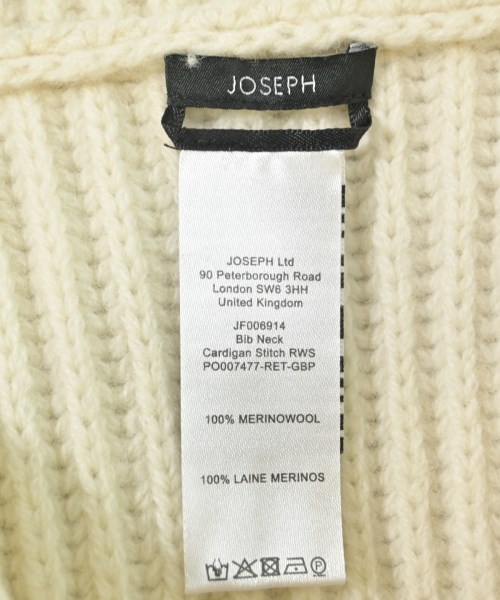 JOSEPH
JOSEPH Ltd
90 Peterborough Road
London SW6 3HH
United Kingdom
JF006914
Bib Neck
Cardigan Stitch RWS
PO007477-RET-GBP
100% MERINOWOOL
100% LAINE MERINOS